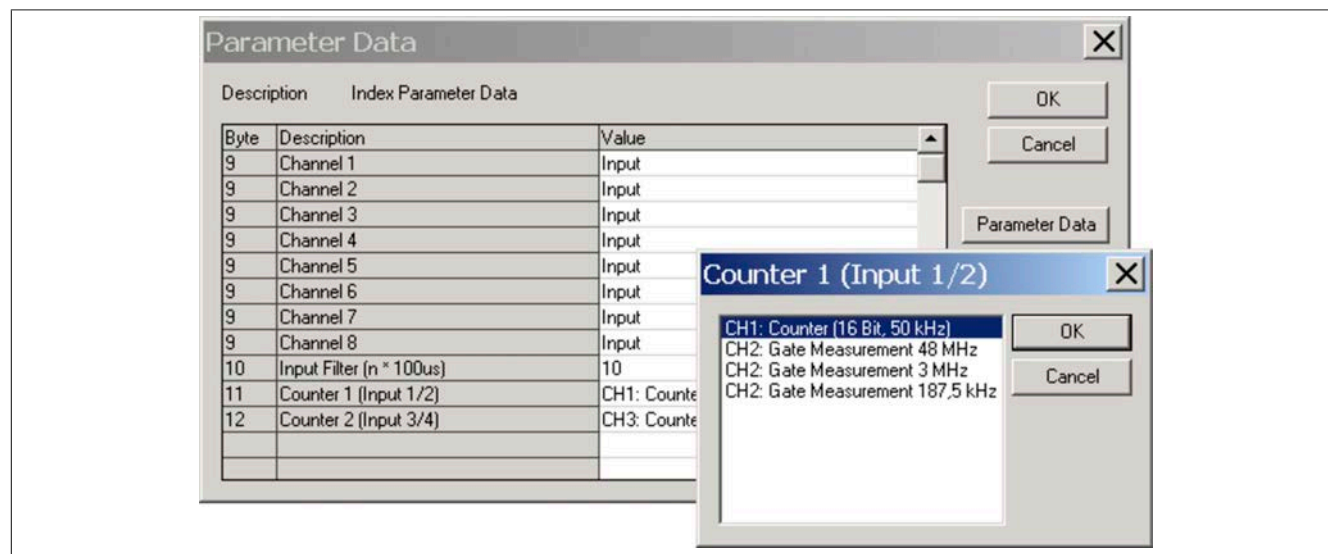 Parameter Data
Description Index Parameter Data
OK
Cancel
Parameter Data
Byte Description Value
9 Channel 1 Input
9 Channel 2 Input
9 Channel 3 Input
9 Channel 4 Input
9 Channel 5 Input
9 Channel 6 Input
9 Channel 7 Input
9 Channel 8 Input
10 Input Filter (n * 100us) 10
11 Counter 1 (Input 1/2) CH1: Counte
12 Counter 2 (Input 3/4) CH3: Counte
Counter 1 (Input 1/2)
CH1: Counter (16 Bit, 50 kHz)
CH2: Gate Measurement 48 MHz
CH2: Gate Measurement 3 MHz
CH2: Gate Measurement 187,5 kHz
OK
Cancel